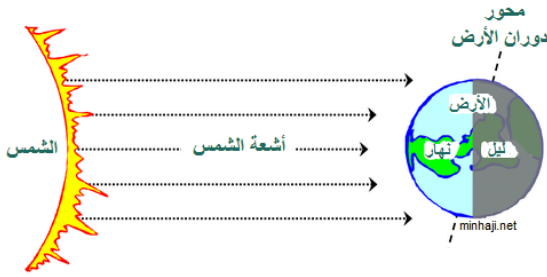 محور
دوران الأرض
الأرض
الشمس
أشعة الشمس
نهار
ليل
minhaji.net